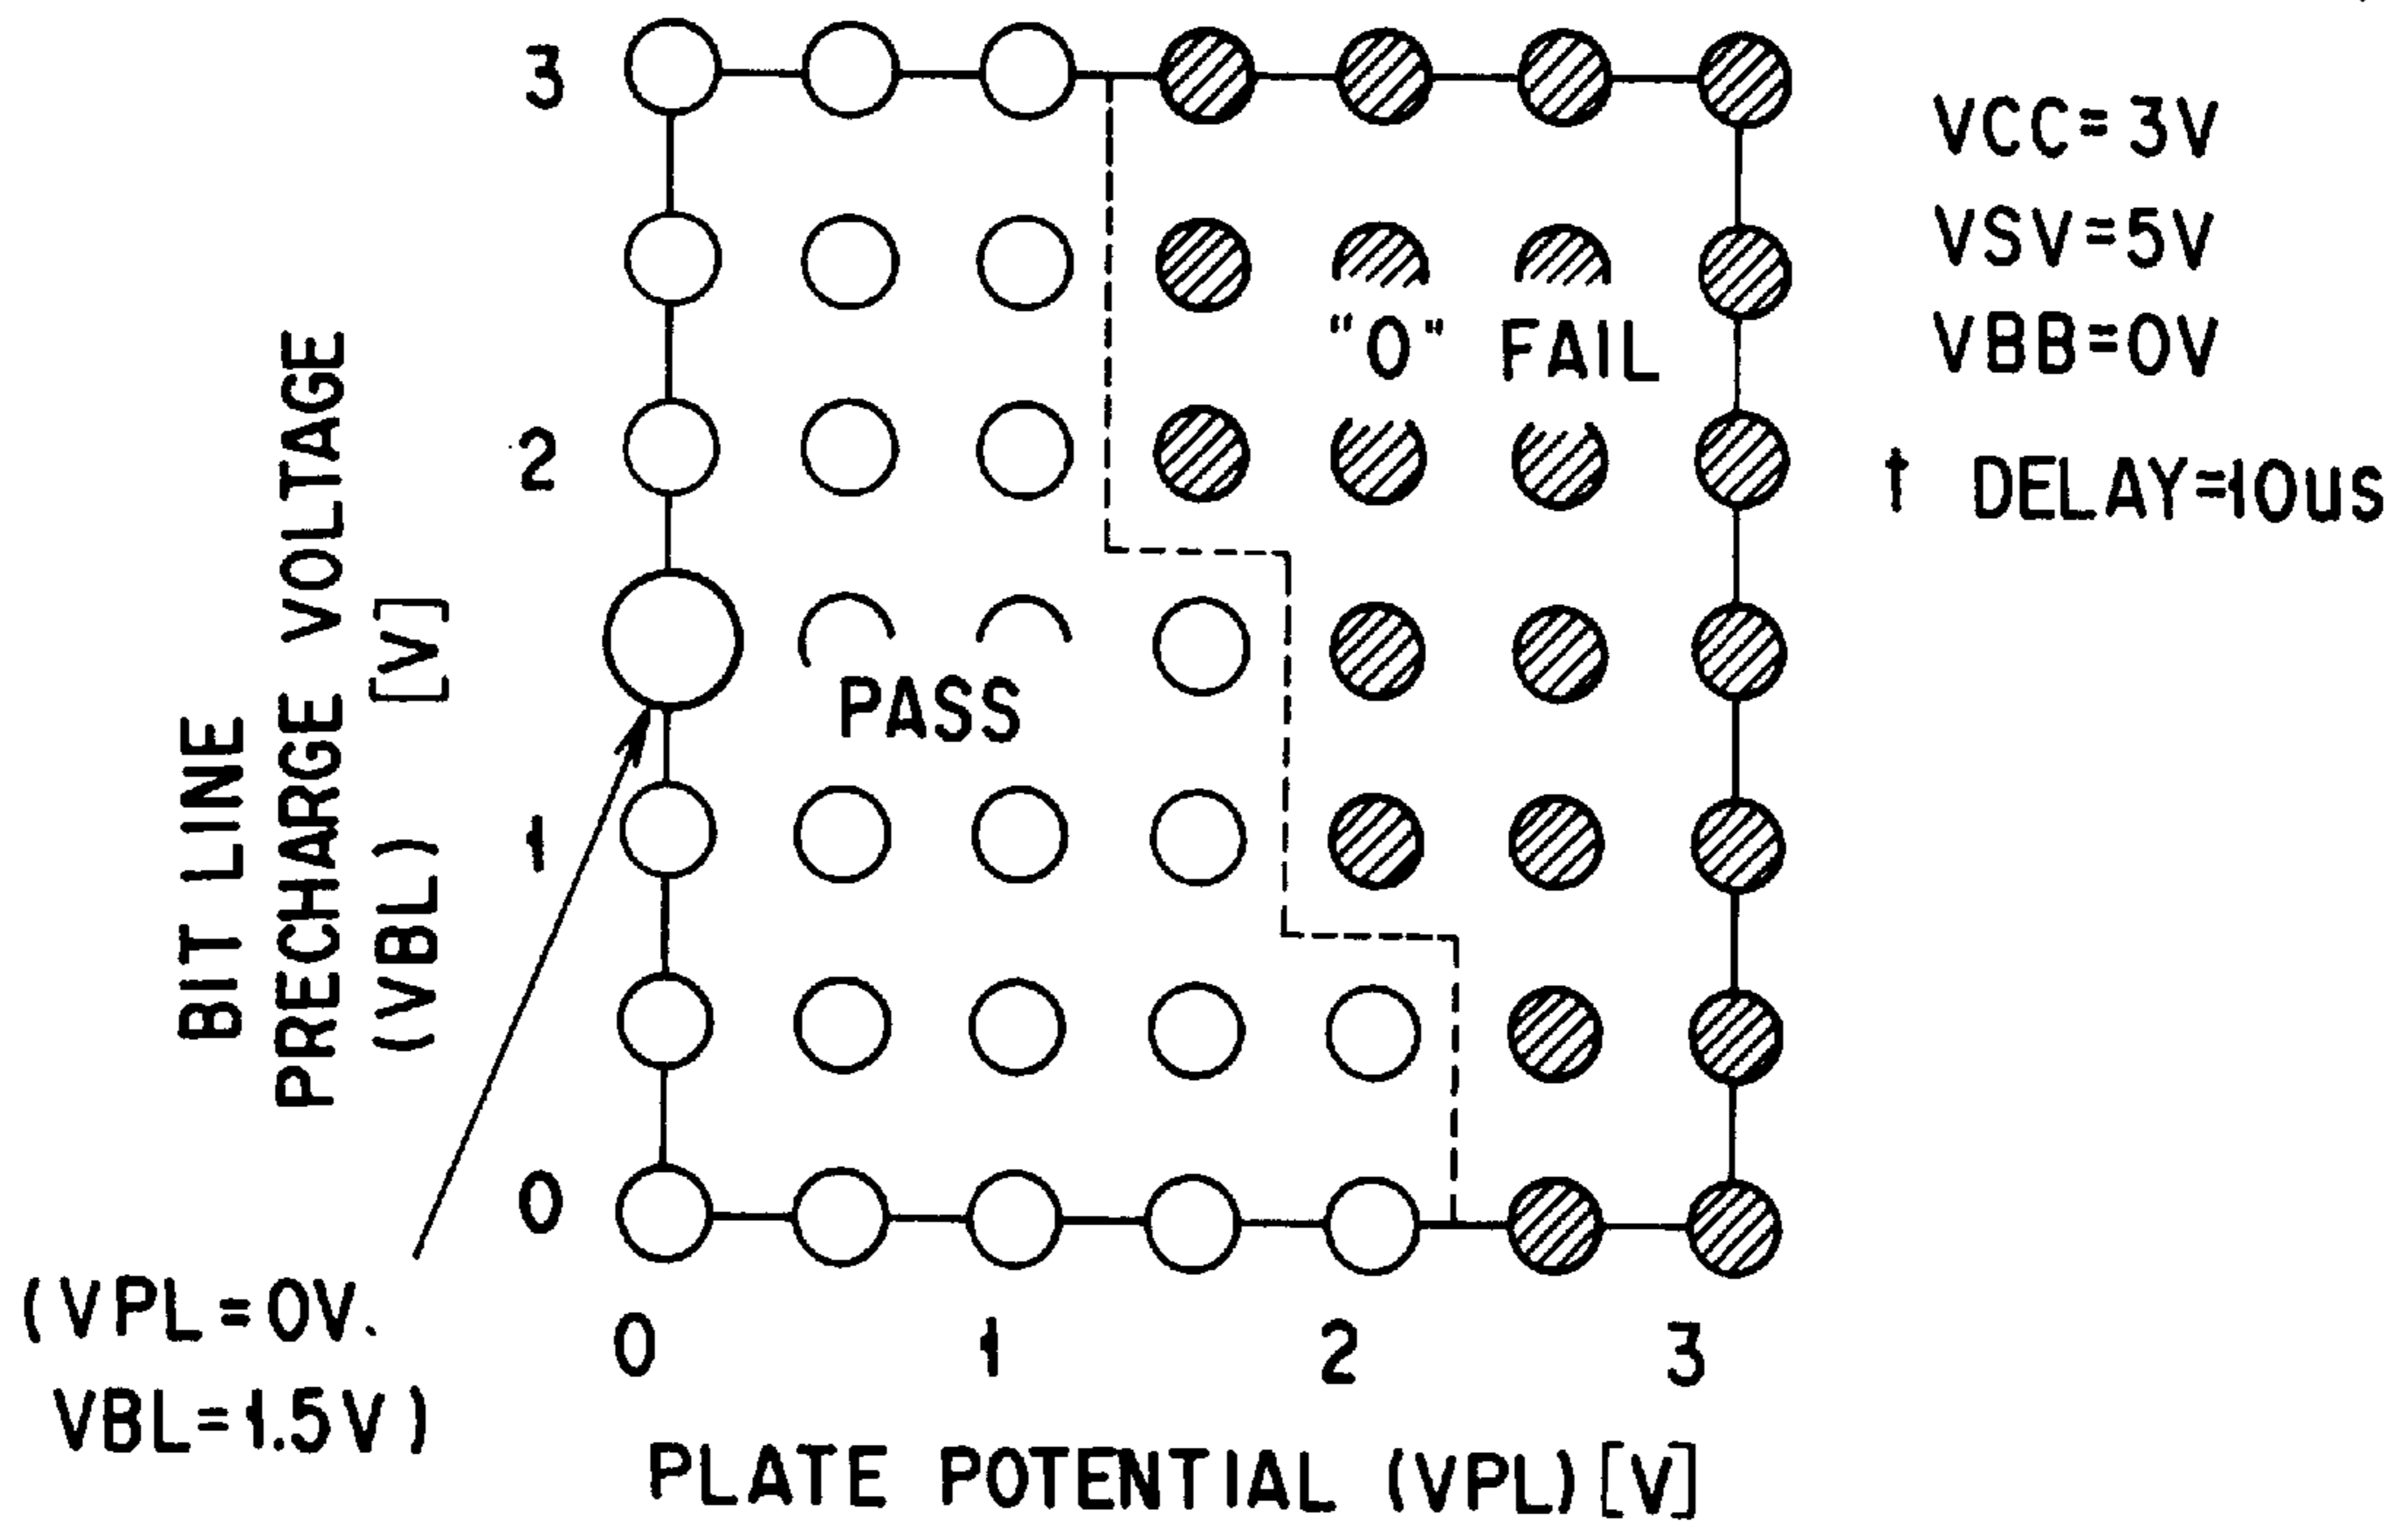 3
2
1
0
0 1 2 3
BIT LINE
PRECHARGE VOLTAGE
(VBL) [V]
PLATE POTENTIAL (VPL)[V]
"O" FAIL
PASS
VCC=3V
VSV=5V
VBB=0V
t DELAY=10us
(VPL=0V.
VBL=1.5V)